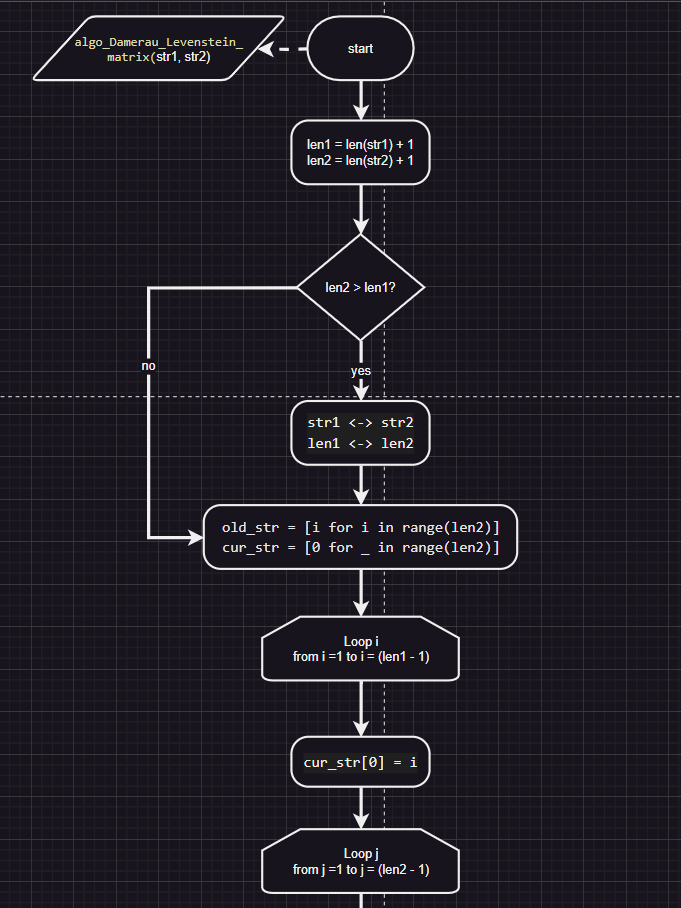 algo_Damerau_Levenstein_
matrix(str1, str2)
start
len1 = len(str1) + 1
len2 = len(str2) + 1
len2 > len1?
no
yes
str1 <-> str2
len1 <-> len2
old_str = [i for i in range(len2)]
cur_str = [0 for _ in range(len2)]
Loop i
from i =1 to i = (len1 - 1)
cur_str[0] = i
Loop j
from j =1 to j = (len2 - 1)